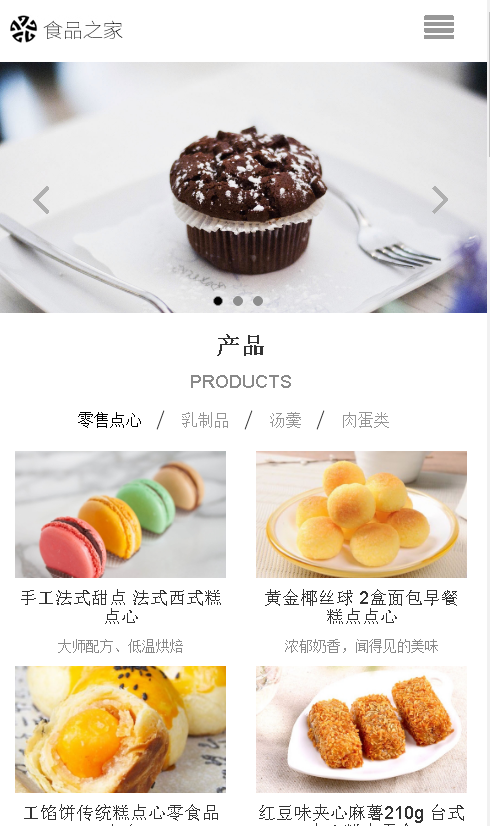 食品之家
产品
PRODUCTS
零售点心 / 乳制品 / 汤羹 / 肉蛋类
手工法式甜点 法式西式糕
点心
黄金椰丝球 2盒面包早餐
糕点点心
大师配方、低温烘焙
浓郁奶香，闻得见的美味
工馅饼传统糕点心零食品
红豆味夹心麻薯210g 台式